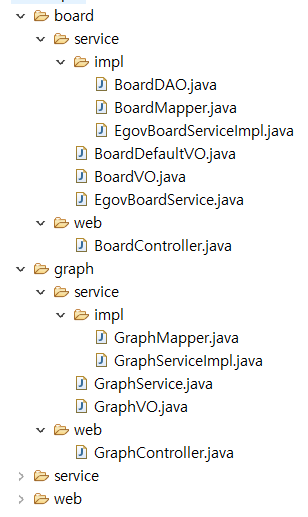 board
service
impl
BoardDAO.java
BoardMapper.java
EgovBoardServiceImpl.java
BoardDefaultVO.java
BoardVO.java
EgovBoardService.java
web
BoardController.java
graph
service
impl
GraphMapper.java
GraphServiceImpl.java
GraphService.java
GraphVO.java
web
GraphController.java
service
web